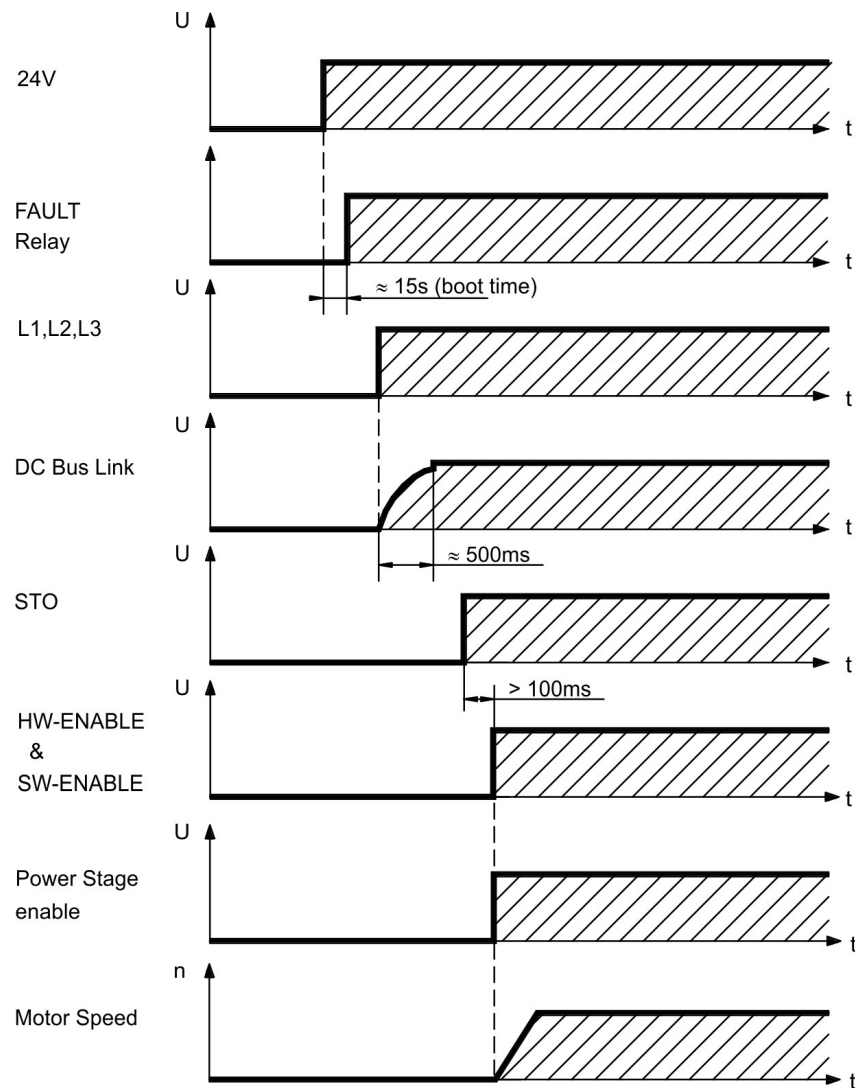 U
24V
t
FAULT
Relay
t
≈ 15s (boot time)
U
L1,L2,L3
t
U
DC Bus Link
t
≈ 500ms
U
STO
t
> 100ms
U
HW-ENABLE
&
SW-ENABLE
t
U
Power Stage
enable
t
n
Motor Speed
t